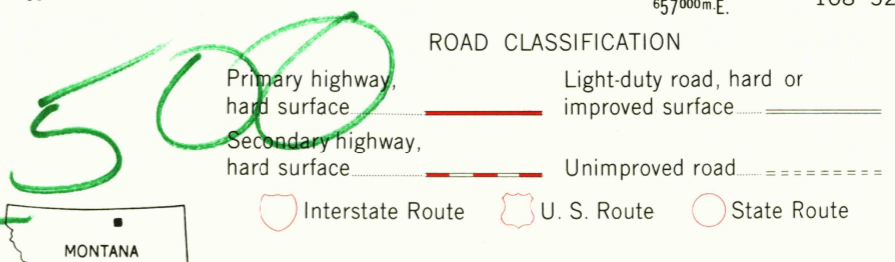 657000m.E.
500
ROAD CLASSIFICATION
Primary highway,
hard surface
Light-duty road, hard or
improved surface
Secondary highway,
hard surface
Unimproved road
Interstate Route
U. S. Route
State Route
MONTANA